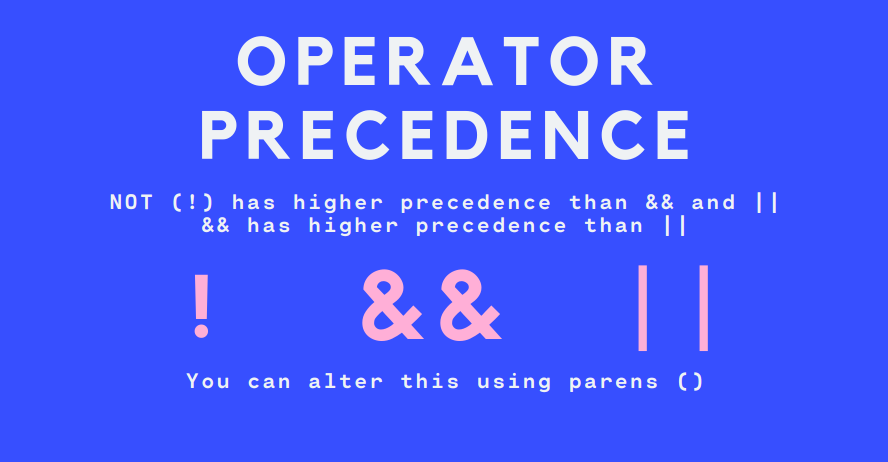 OPERATOR
PRECEDENCE
NOT (!) has higher precedence than && and ||
&& has higher precedence than ||
! && ||
You can alter this using parens ()